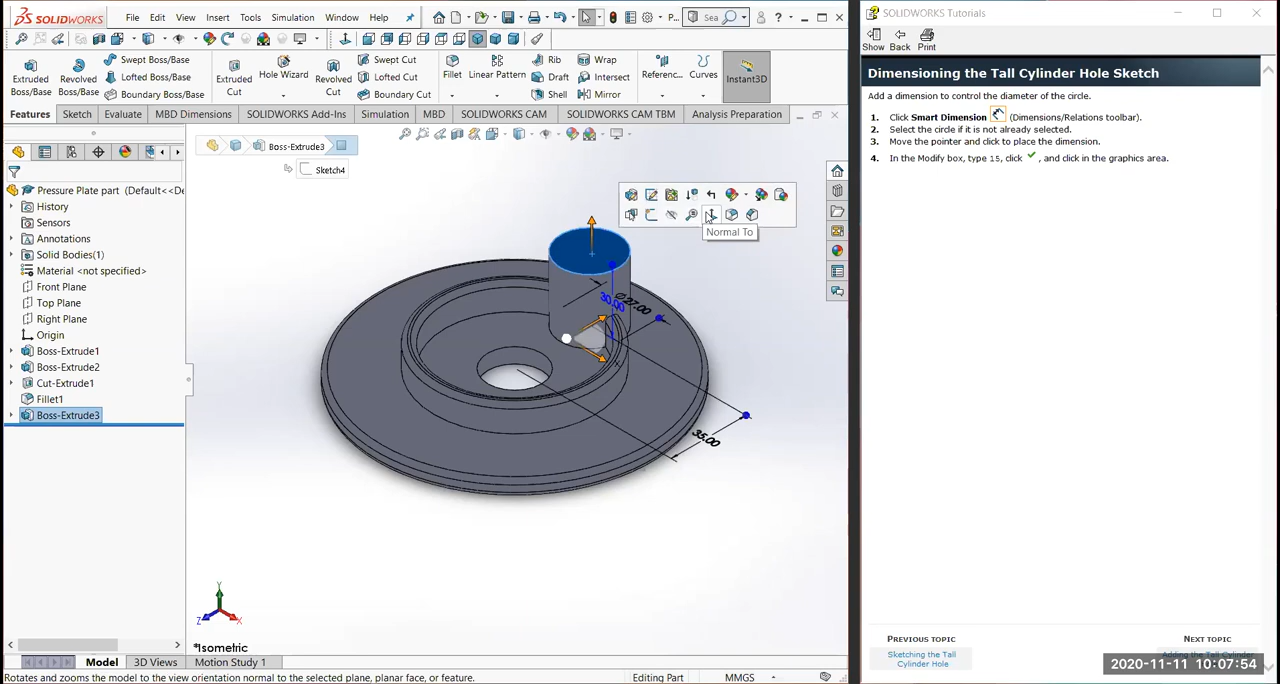 SOLIDWORKS File Edit View Insert Tools Simulation Window Help P... Sea
Extruded Boss/Base
Revolved Boss/Base
Swept Boss/Base
Lofted Boss/Base
Boundary Boss/Base
Extruded Cut
Hole Wizard
Revolved Cut
Swept Cut
Lofted Cut
Boundary Cut
Fillet
Linear Pattern
Rib
Draft
Shell
Wrap
Intersect
Mirror
Referenc...
Curves
Instant3D
Features Sketch Evaluate MBD Dimensions SOLIDWORKS Add-Ins Simulation MBD SOLIDWORKS CAM SOLIDWORKS CAM TBM Analysis Preparation
Pressure Plate part (Default<<De
History
Sensors
Annotations
Solid Bodies(1)
Material <not specified>
Front Plane
Top Plane
Right Plane
Origin
Boss-Extrude1
Boss-Extrude2
Cut-Extrude1
Fillet1
Boss-Extrude3
Boss-Extrude3
Sketch4
Normal To
30.00
∅27.00
35.00
Y
Z
X
*Isometric
Model 3D Views Motion Study 1
Rotates and zooms the model to the view orientation normal to the selected plane, planar face, or feature. Editing Part MMGS
SOLIDWORKS Tutorials
Show Back Print
Dimensioning the Tall Cylinder Hole Sketch
Add a dimension to control the diameter of the circle.
1. Click Smart Dimension (Dimensions/Relations toolbar).
2. Select the circle if it is not already selected.
3. Move the pointer and click to place the dimension.
4. In the Modify box, type 15, click , and click in the graphics area.
PREVIOUS TOPIC
Sketching the Tall
Cylinder Hole
NEXT TOPIC
2020-11-11 10:07:54